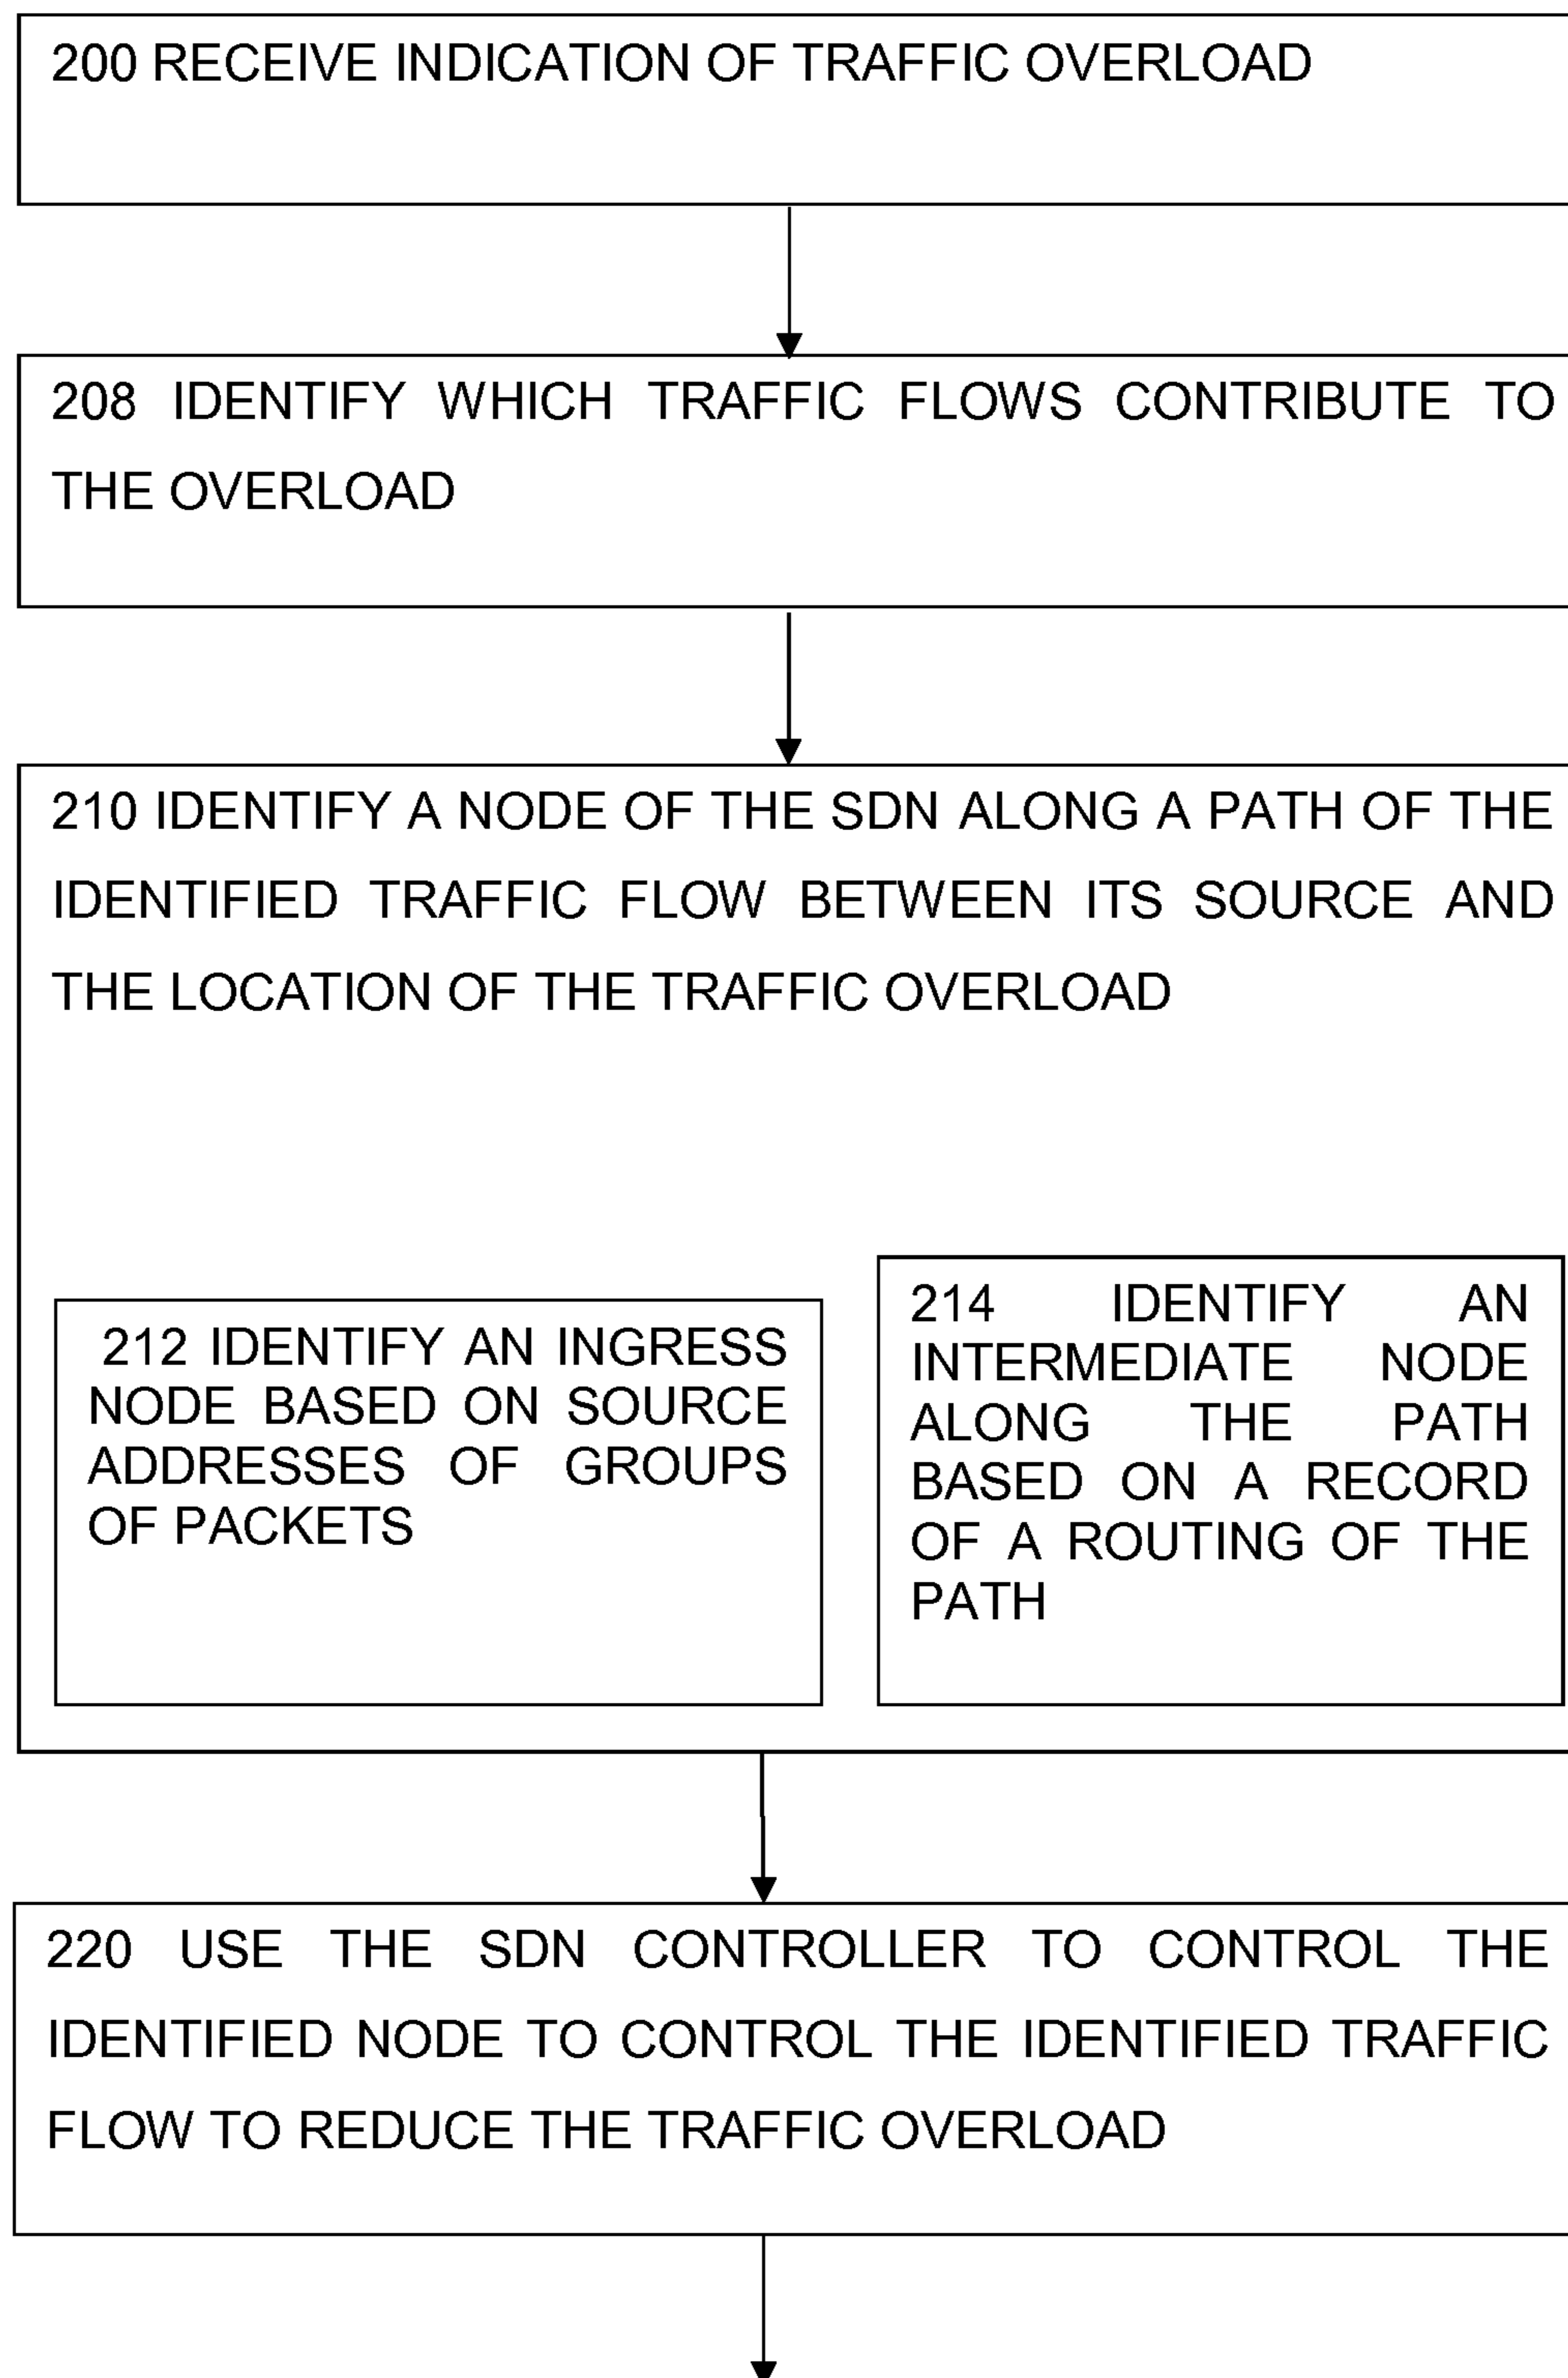 200 RECEIVE INDICATION OF TRAFFIC OVERLOAD
208 IDENTIFY WHICH TRAFFIC FLOWS CONTRIBUTE TO
THE OVERLOAD
210 IDENTIFY A NODE OF THE SDN ALONG A PATH OF THE
IDENTIFIED TRAFFIC FLOW BETWEEN ITS SOURCE AND
THE LOCATION OF THE TRAFFIC OVERLOAD
212 IDENTIFY AN INGRESS
NODE BASED ON SOURCE
ADDRESSES OF GROUPS
OF PACKETS
214 IDENTIFY AN
INTERMEDIATE NODE
ALONG THE PATH
BASED ON A RECORD
OF A ROUTING OF THE
PATH
220 USE THE SDN CONTROLLER TO CONTROL THE
IDENTIFIED NODE TO CONTROL THE IDENTIFIED TRAFFIC
FLOW TO REDUCE THE TRAFFIC OVERLOAD